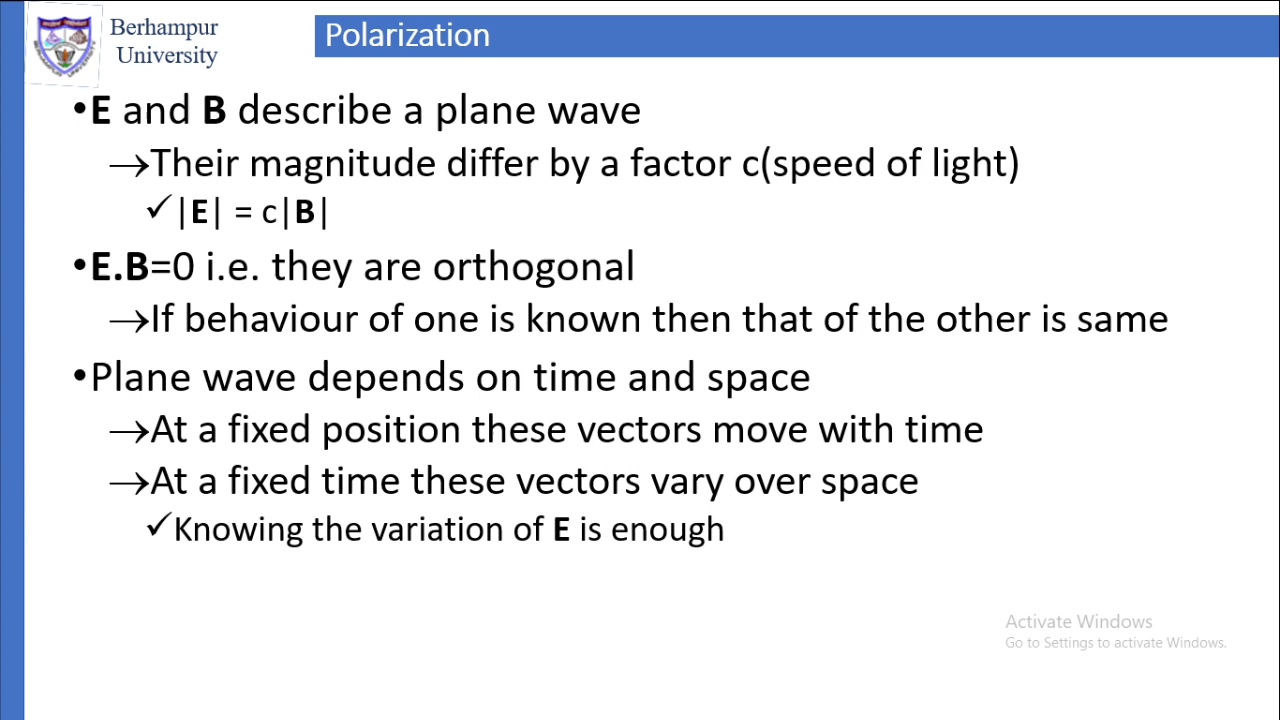 Berhampur
University
Polarization
•E and B describe a plane wave
→Their magnitude differ by a factor c(speed of light)
✓|E| = c|B|
•E.B=0 i.e. they are orthogonal
→If behaviour of one is known then that of the other is same
•Plane wave depends on time and space
→At a fixed position these vectors move with time
→At a fixed time these vectors vary over space
✓Knowing the variation of E is enough
Activate Windows
Go to Settings to activate Windows.